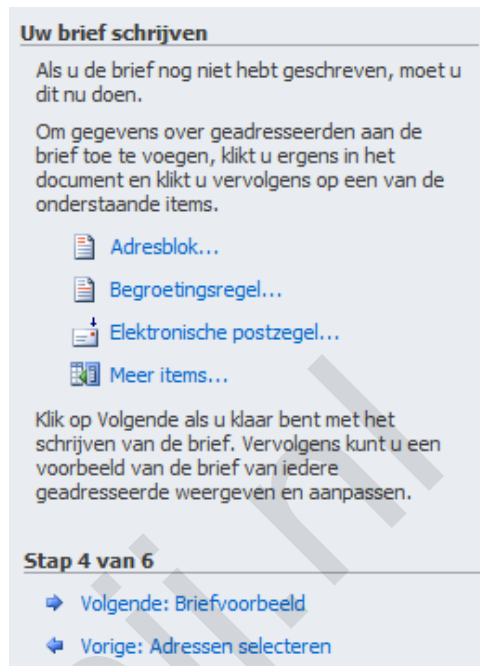 Uw brief schrijven
Als u de brief nog niet hebt geschreven, moet u
dit nu doen.
Om gegevens over geadresseerden aan de
brief toe te voegen, klikt u ergens in het
document en klikt u vervolgens op een van de
onderstaande items.
Adresblok...
Begroetingsregel...
Elektronische postzegel...
Meer items...
Klik op Volgende als u klaar bent met het
schrijven van de brief. Vervolgens kunt u een
voorbeeld van de brief van iedere
geadresseerde weergeven en aanpassen.
Stap 4 van 6
Volgende: Briefvoorbeeld
Vorige: Adressen selecteren